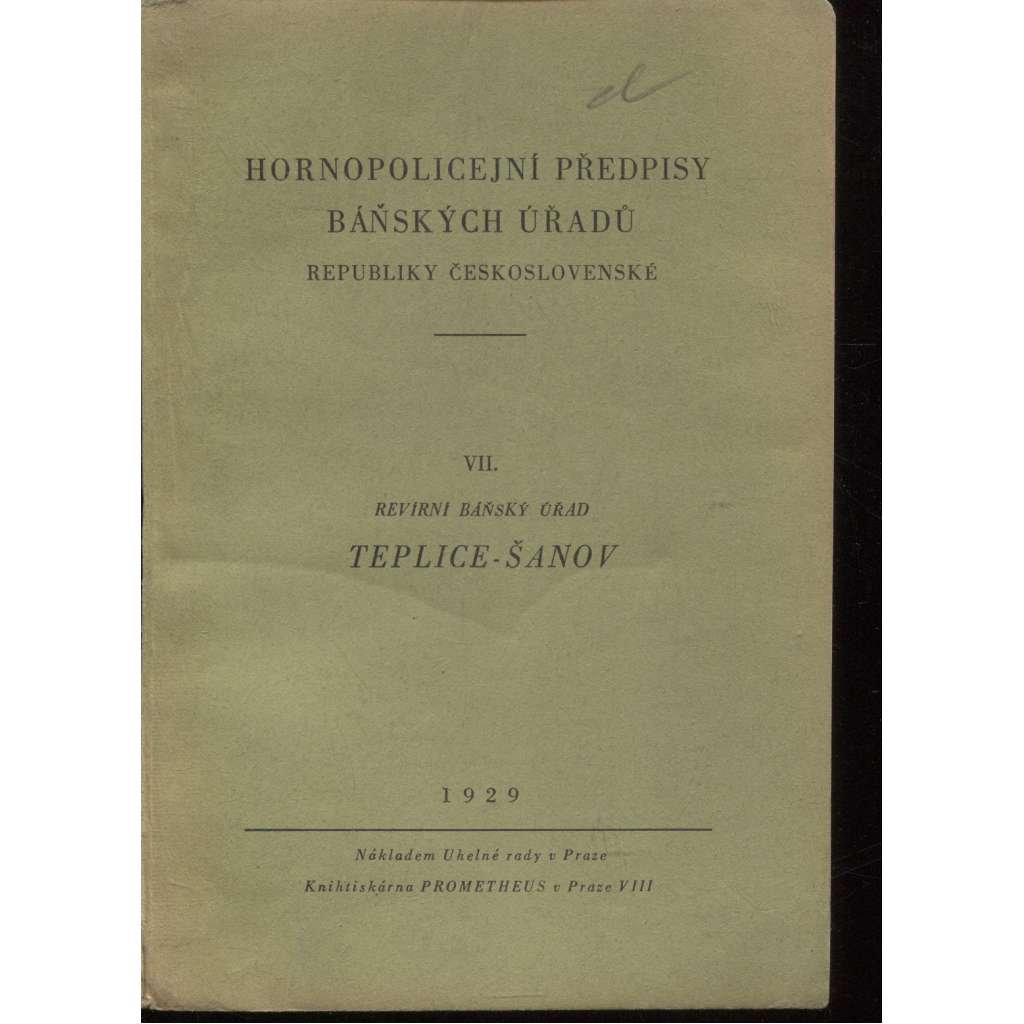 HORNOPOLICEJNÍ PŘEDPISY
BÁŇSKÝCH ÚŘADŮ
REPUBLIKY ČESKOSLOVENSKÉ
VII.
REVÍRNÍ BÁŇSKÝ ÚŘAD
TEPLICE-ŠANOV
1929
Nákladem Uhelné rady v Praze
Knihtiskárna PROMETHEUS v Praze VIII